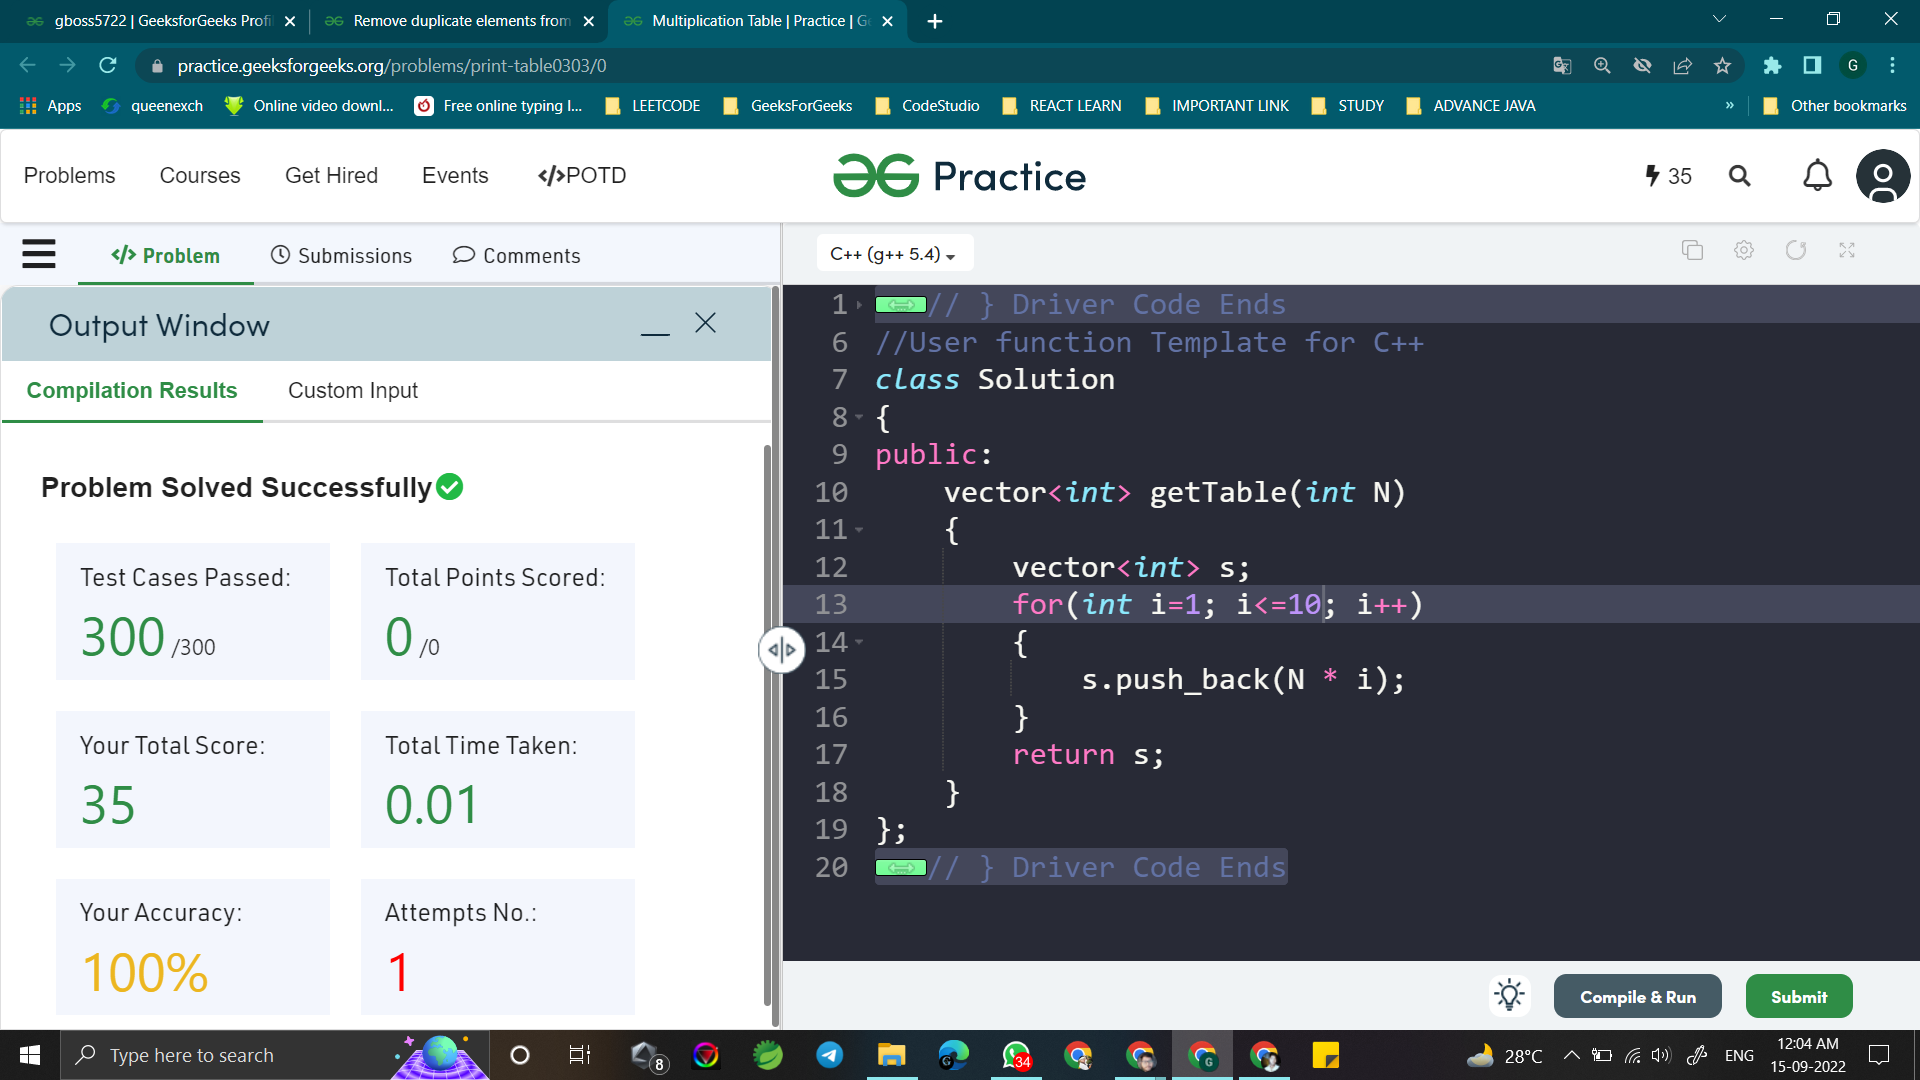 gboss5722 | GeeksforGeeks Profi
Remove duplicate elements from
Multiplication Table | Practice | Ge
practice.geeksforgeeks.org/problems/print-table0303/0
G
Apps
queenexch
Online video downl...
Free online typing l...
LEETCODE
GeeksForGeeks
CodeStudio
REACT LEARN
IMPORTANT LINK
STUDY
ADVANCE JAVA
»
Other bookmarks
Problems
Courses
Get Hired
Events
</>POTD
Practice
35
</> Problem
Submissions
Comments
C++ (g++ 5.4)
Output Window
Compilation Results
Custom Input
Problem Solved Successfully
Test Cases Passed:
300 /300
Total Points Scored:
0 /0
Your Total Score:
35
Total Time Taken:
0.01
Your Accuracy:
100%
Attempts No.:
1
1 // } Driver Code Ends
6 //User function Template for C++
7 class Solution
8 {
9 public:
10 vector<int> getTable(int N)
11 {
12 vector<int> s;
13 for(int i=1; i<=10; i++)
14 {
15 s.push_back(N * i);
16 }
17 return s;
18 }
19 };
20 // } Driver Code Ends
Compile & Run
Submit
Type here to search
8
G
34
G
28°C
ENG
12:04 AM
15-09-2022